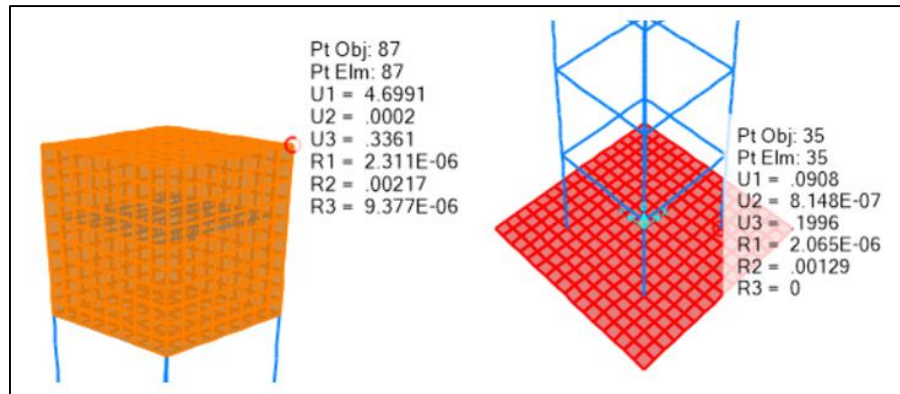 Pt Obj: 87
Pt Elm: 87
U1 = 4.6991
U2 = .0002
U3 = .3361
R1 = 2.311E-06
R2 = .00217
R3 = 9.377E-06
Pt Obj: 35
Pt Elm: 35
U1 = .0908
U2 = 8.148E-07
U3 = .1996
R1 = 2.065E-06
R2 = .00129
R3 = 0